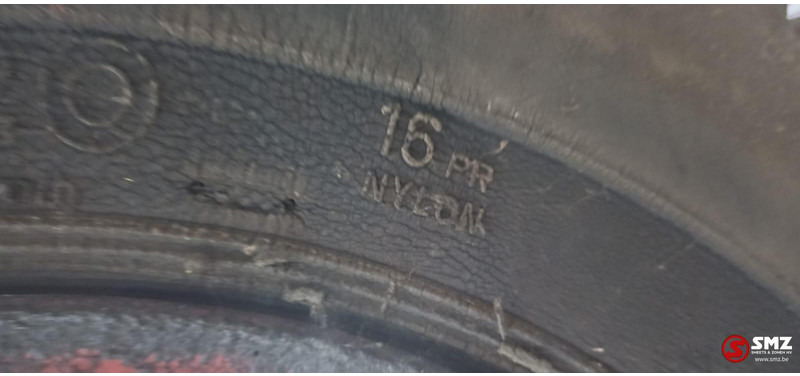 16 PR
NYLON
SMZ
SMEETS & ZONEN NV
www.smz.be